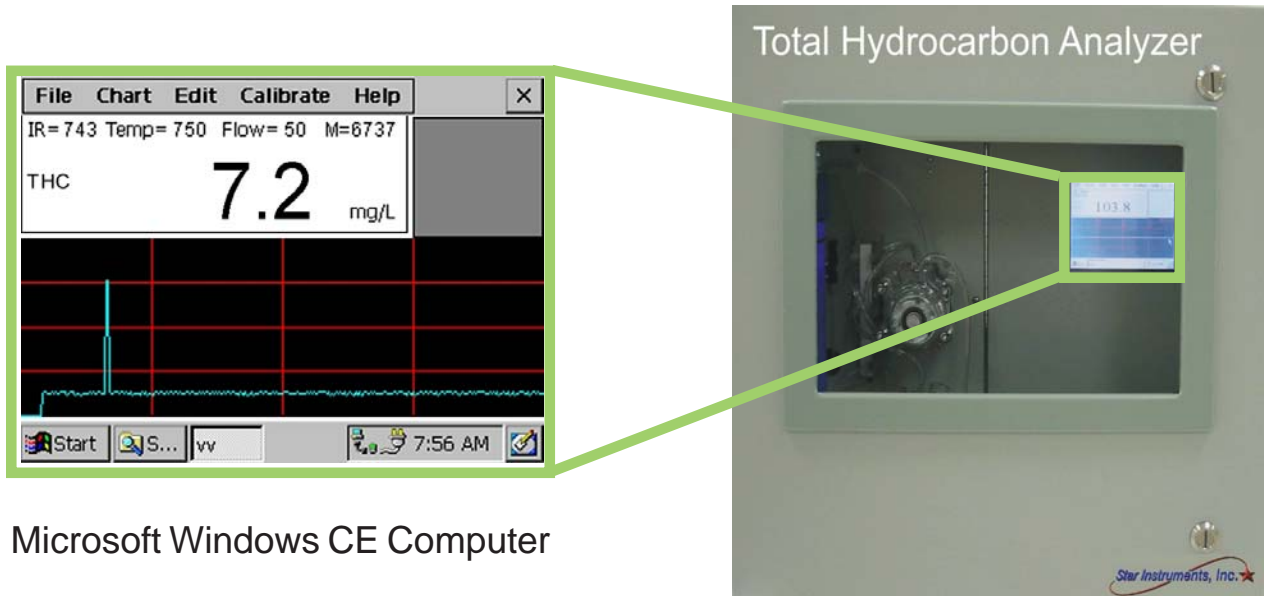 Total Hydrocarbon Analyzer
File Chart Edit Calibrate Help
IR=743 Temp=750 Flow=50 M=6737
THC 7.2 mg/L
103.8
Start S... vv 7:56 AM
Microsoft Windows CE Computer
Star Instruments, Inc.